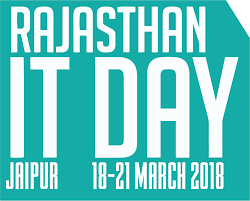 RAJASTHAN
IT DAY
JAIPUR 18-21 MARCH 2018